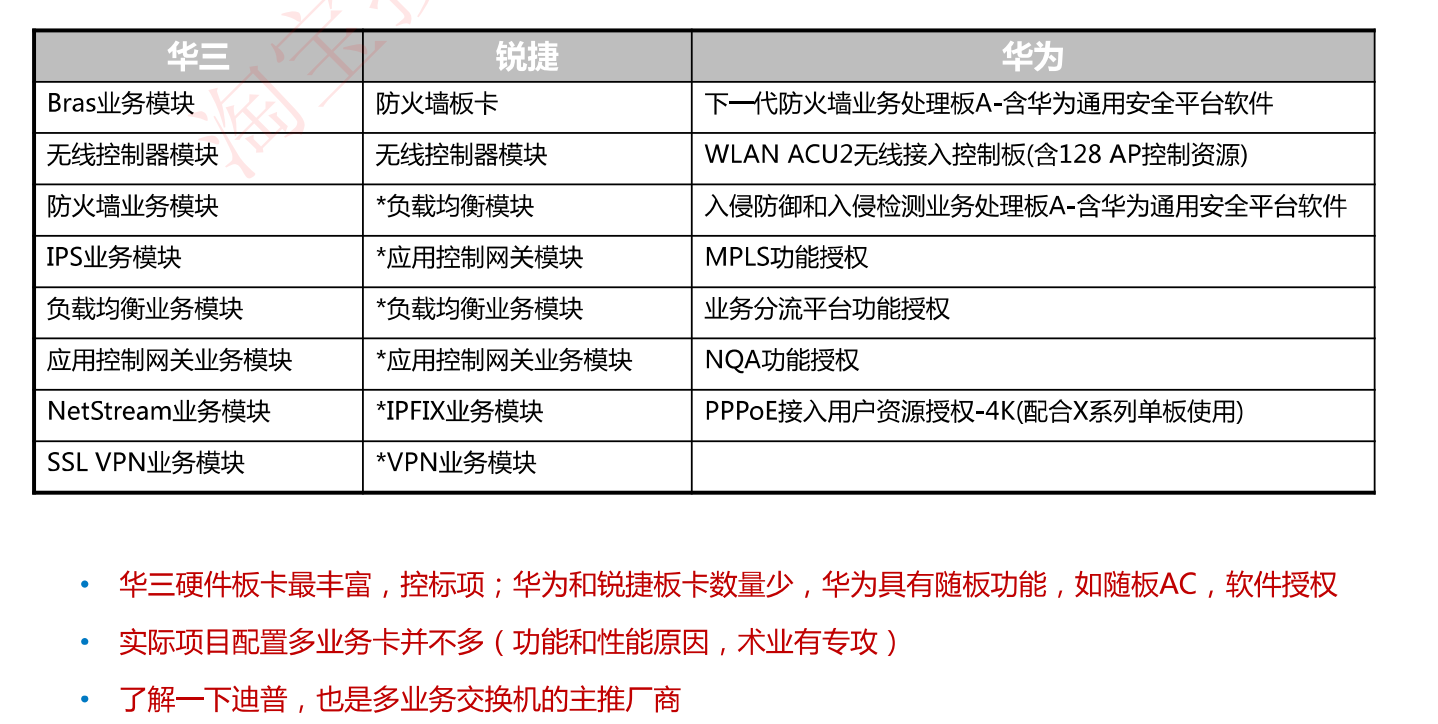 华三 锐捷 华为
Bras业务模块 防火墙板卡 下一代防火墙业务处理板A-含华为通用安全平台软件
无线控制器模块 无线控制器模块 WLAN ACU2无线接入控制板(含128 AP控制资源)
防火墙业务模块 *负载均衡模块 入侵防御和入侵检测业务处理板A-含华为通用安全平台软件
IPS业务模块 *应用控制网关模块 MPLS功能授权
负载均衡业务模块 *负载均衡业务模块 业务分流平台功能授权
应用控制网关业务模块 *应用控制网关业务模块 NQA功能授权
NetStream业务模块 *IPFIX业务模块 PPPoE接入用户资源授权-4K(配合X系列单板使用)
SSL VPN业务模块 *VPN业务模块
• 华三硬件板卡最丰富，控标项；华为和锐捷板卡数量少，华为具有随板功能，如随板AC，软件授权
• 实际项目配置多业务卡并不多（功能和性能原因，术业有专攻）
• 了解一下迪普，也是多业务交换机的主推厂商
淘宝